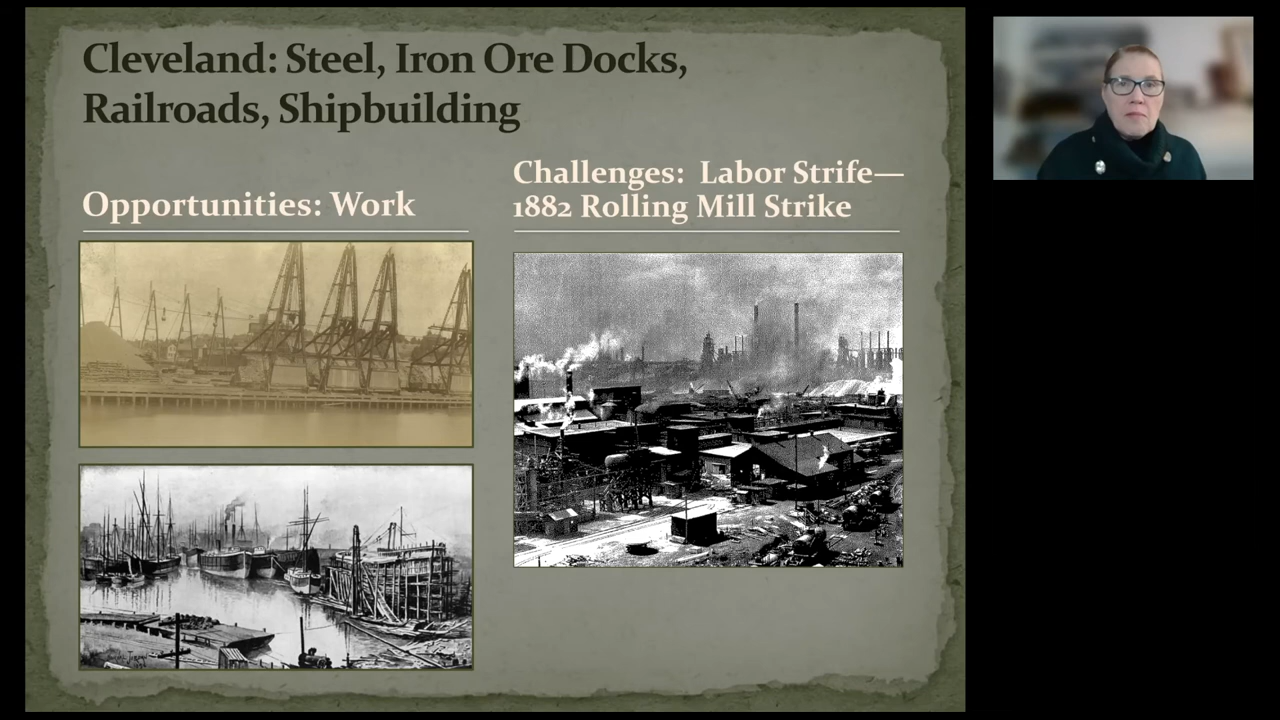 Cleveland: Steel, Iron Ore Docks,
Railroads, Shipbuilding
Opportunities: Work
Challenges: Labor Strife—
1882 Rolling Mill Strike